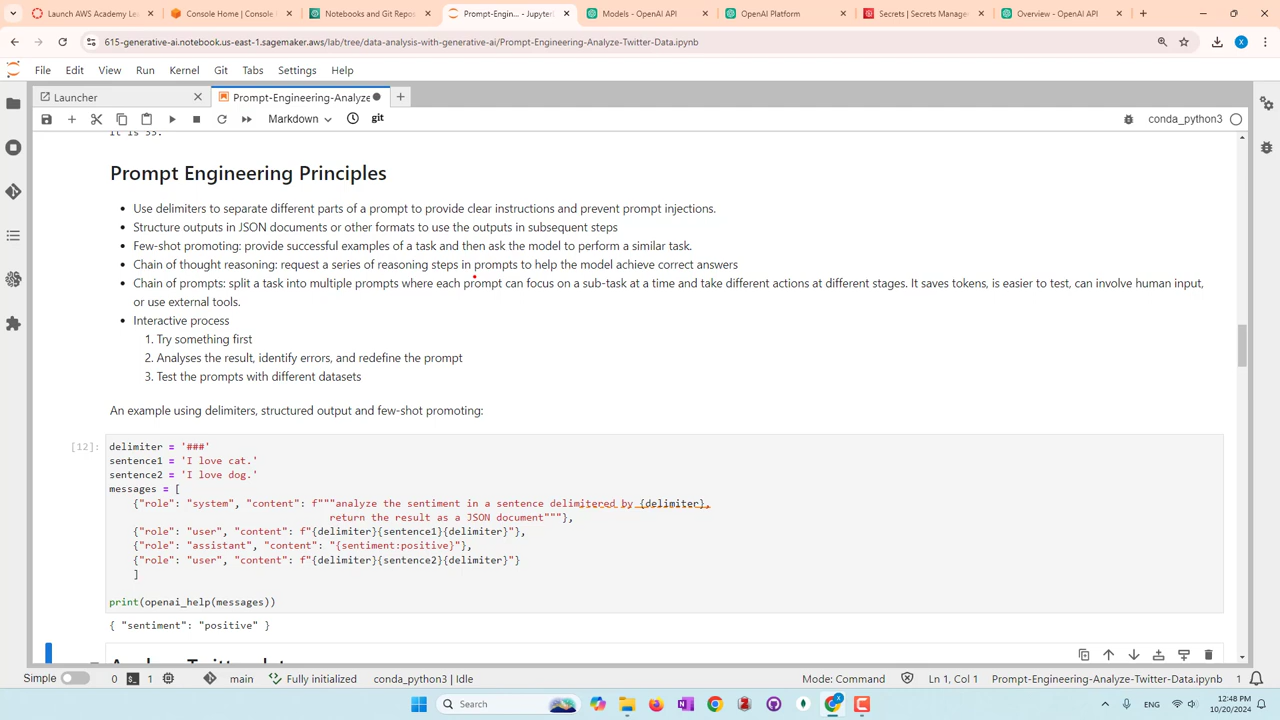 Launch AWS Academy Le
Console Home | Console
Notebooks and Git Repos
Prompt-Engin... - Jupyter
Models - OpenAI API
OpenAI Platform
Secrets | Secrets Manage
Overview - OpenAI API
615-generative-ai.notebook.us-east-1.sagemaker.aws/lab/tree/data-analysis-with-generative-ai/Prompt-Engineering-Analyze-Twitter-Data.ipynb
File Edit View Run Kernel Git Tabs Settings Help
Launcher
Prompt-Engineering-Analyze
Markdown
git
conda_python3
it is 55.
Prompt Engineering Principles
• Use delimiters to separate different parts of a prompt to provide clear instructions and prevent prompt injections.
• Structure outputs in JSON documents or other formats to use the outputs in subsequent steps
• Few-shot promoting: provide successful examples of a task and then ask the model to perform a similar task.
• Chain of thought reasoning: request a series of reasoning steps in prompts to help the model achieve correct answers
• Chain of prompts: split a task into multiple prompts where each prompt can focus on a sub-task at a time and take different actions at different stages. It saves tokens, is easier to test, can involve human input,
or use external tools.
• Interactive process
1. Try something first
2. Analyses the result, identify errors, and redefine the prompt
3. Test the prompts with different datasets
An example using delimiters, structured output and few-shot promoting:
[12]:
delimiter = '###'
sentence1 = 'I love cat.'
sentence2 = 'I love dog.'
messages = [
{"role": "system", "content": f"""analyze the sentiment in a sentence delimitered by {delimiter},
return the result as a JSON document"""},
{"role": "user", "content": f"{delimiter}{sentence1}{delimiter}"},
{"role": "assistant", "content": "{sentiment:positive}"},
{"role": "user", "content": f"{delimiter}{sentence2}{delimiter}"}
]
print(openai_help(messages))
{ "sentiment": "positive" }
Simple
0
1
main
Fully initialized
conda_python3 | Idle
Mode: Command
Ln 1, Col 1
Prompt-Engineering-Analyze-Twitter-Data.ipynb
1
Search
ENG
12:48 PM
10/20/2024